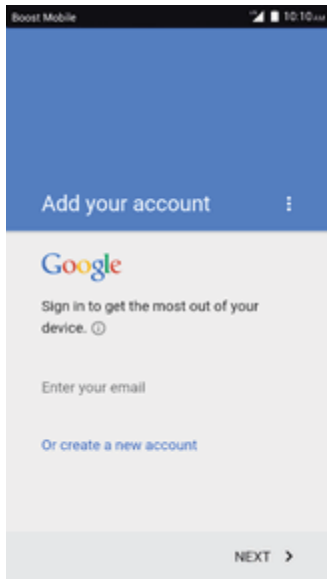 Boost Mobile 10:10 AM
Add your account
Google
Sign in to get the most out of your
device.
Enter your email
Or create a new account
NEXT